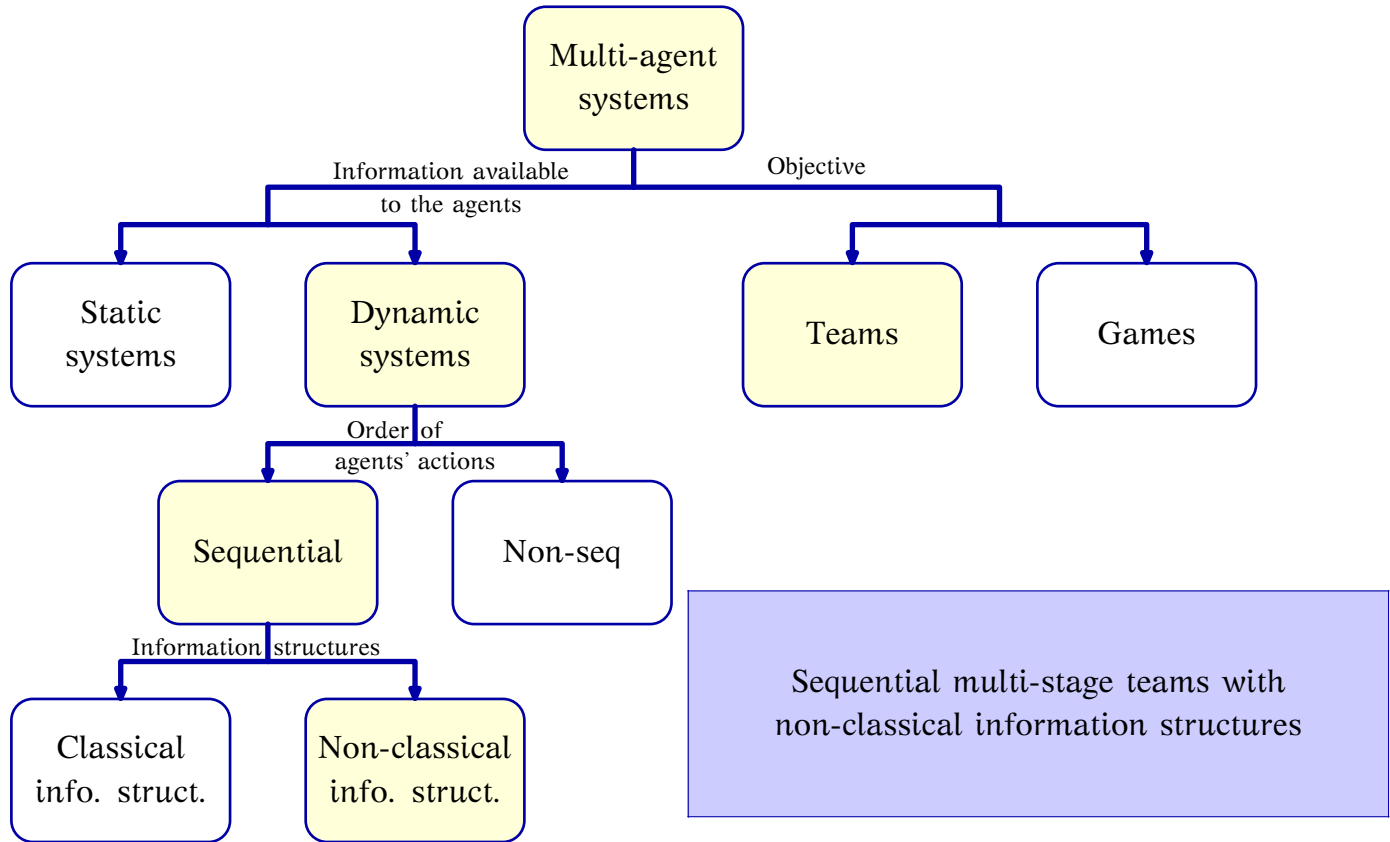 Multi-agent
systems
Information available
to the agents
Objective
Static
systems
Dynamic
systems
Teams
Games
Order of
agents' actions
Sequential
Non-seq
Information structures
Classical
info. struct.
Non-classical
info. struct.
Sequential multi-stage teams with
non-classical information structures